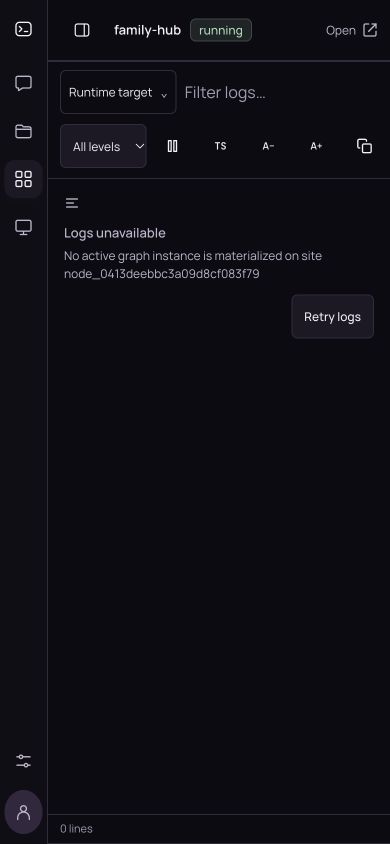 family-hub
running
Open
Runtime target
Filter logs...
All levels
TS
A-
A+
Logs unavailable
No active graph instance is materialized on site
node_0413deebbc3a09d8cf083f79
Retry logs
0 lines